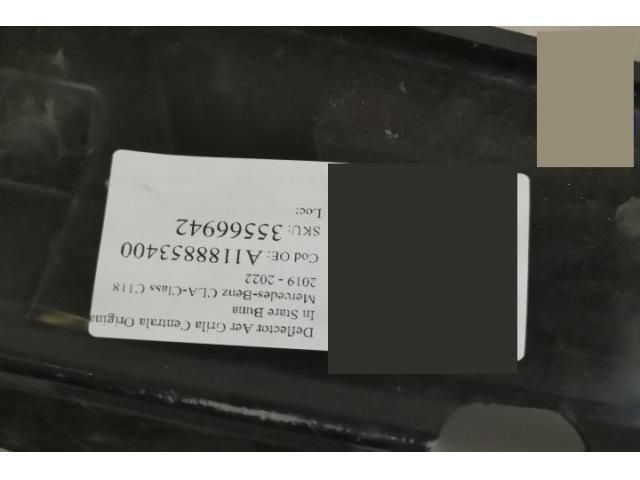 Deflector Aer Grila Centrala Origina
In Stare Buna
Mercedes-Benz CLA-Class C118
2019 - 2022
Cod OE: A1188853400
SKU: 35566942
Loc: